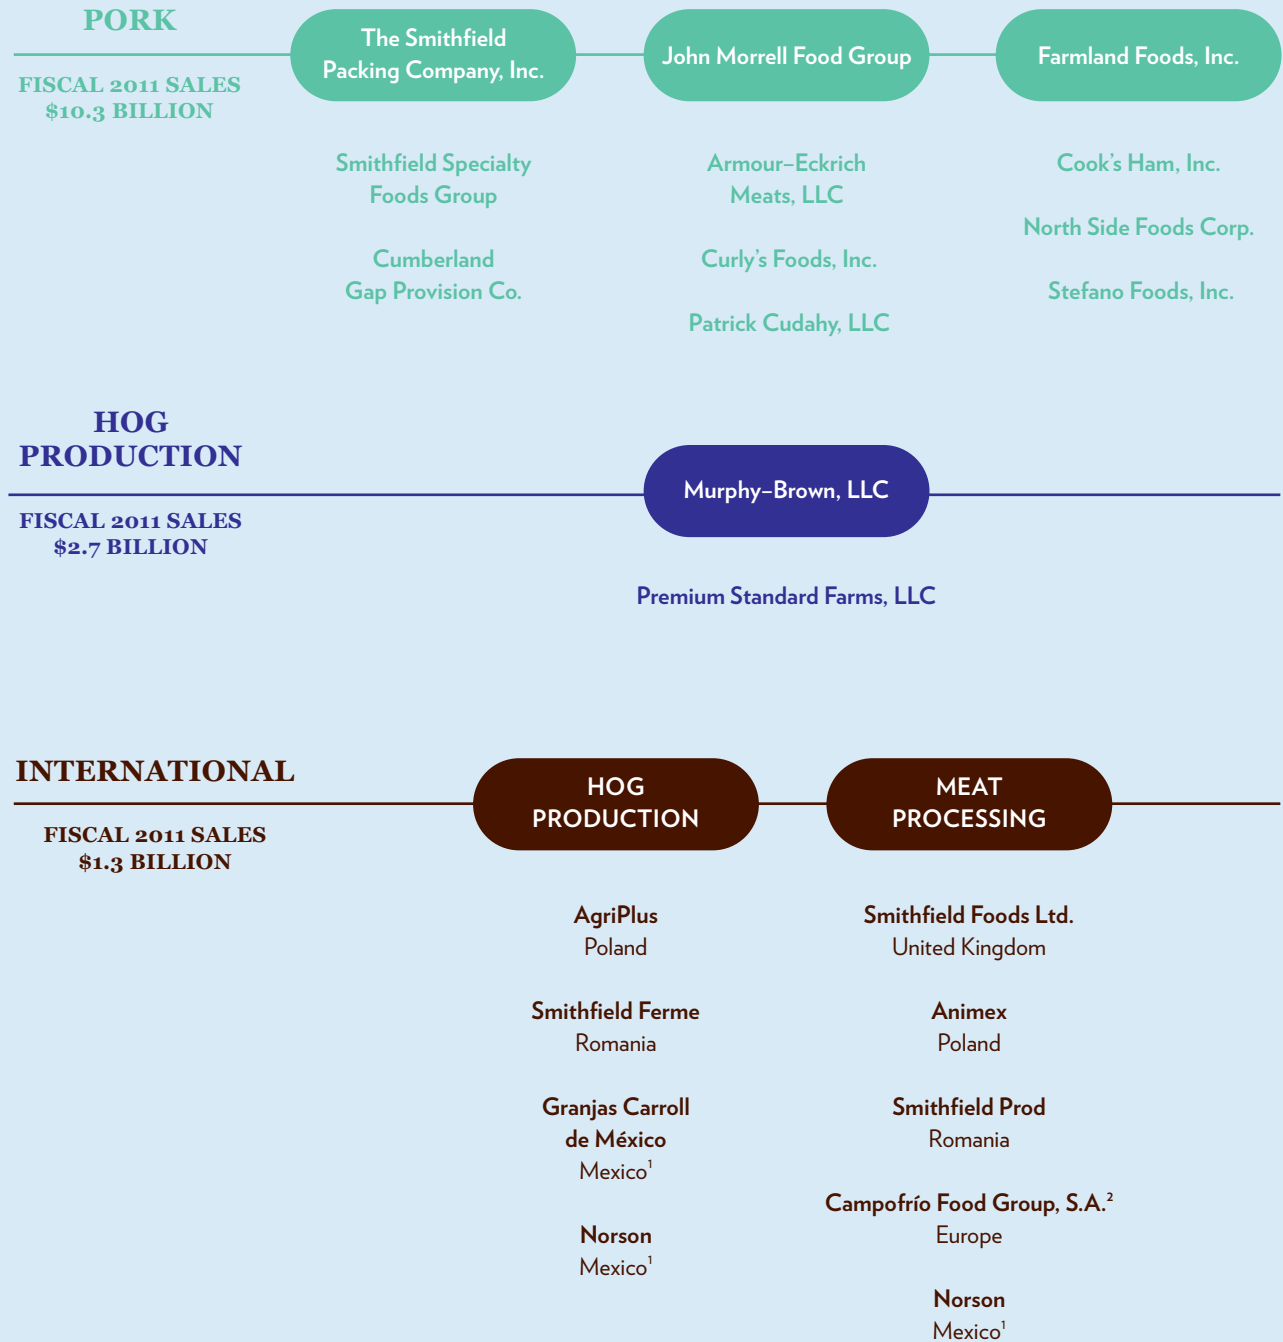 PORK
FISCAL 2011 SALES
$10.3 BILLION
The Smithfield
Packing Company, Inc.
Smithfield Specialty
Foods Group
Cumberland
Gap Provision Co.
John Morrell Food Group
Armour–Eckrich
Meats, LLC
Curly's Foods, Inc.
Patrick Cudahy, LLC
Farmland Foods, Inc.
Cook's Ham, Inc.
North Side Foods Corp.
Stefano Foods, Inc.
HOG
PRODUCTION
FISCAL 2011 SALES
$2.7 BILLION
Murphy–Brown, LLC
Premium Standard Farms, LLC
INTERNATIONAL
FISCAL 2011 SALES
$1.3 BILLION
HOG
PRODUCTION
AgriPlus
Poland
Smithfield Ferme
Romania
Granjas Carroll
de México
Mexico¹
Norson
Mexico¹
MEAT
PROCESSING
Smithfield Foods Ltd.
United Kingdom
Animex
Poland
Smithfield Prod
Romania
Campofrío Food Group, S.A.²
Europe
Norson
Mexico¹